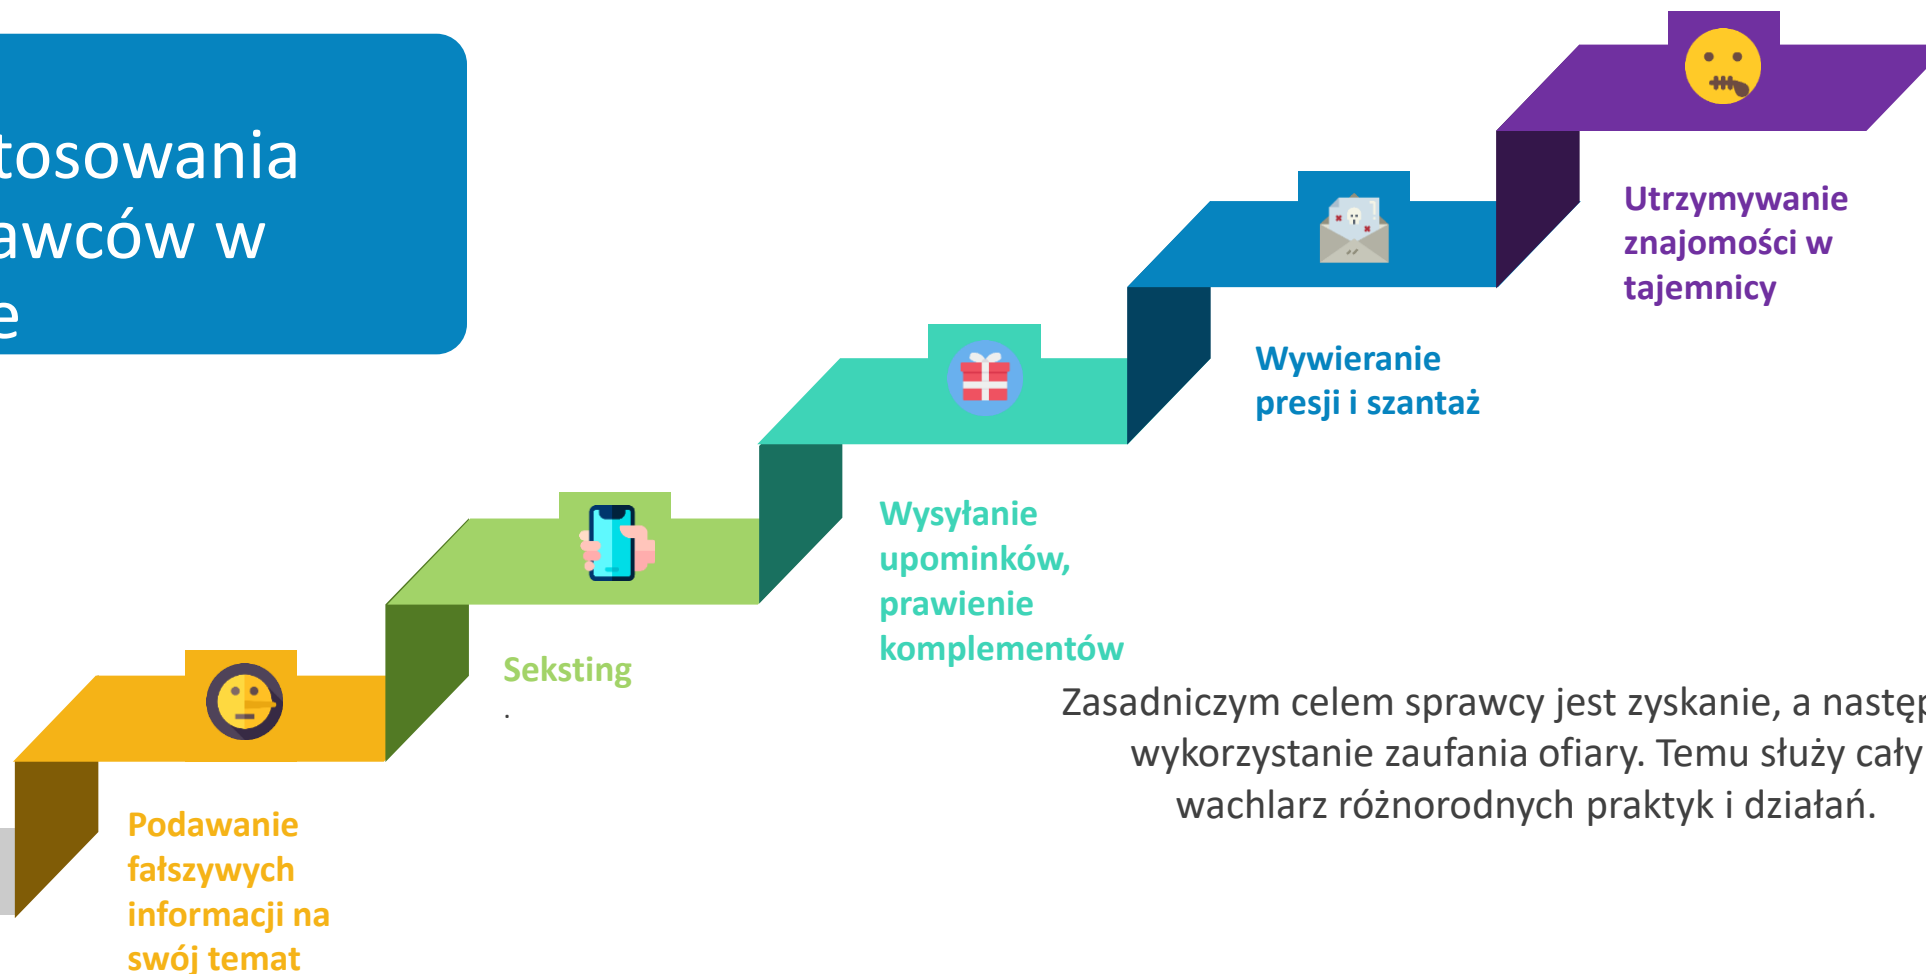 tosowania
awców w
e
Utrzymywanie
znajomości w
tajemnicy
Wywieranie
presji i szantaż
Wysyłanie
upominków,
prawienie
komplementów
Seksting
.
Podawanie
fałszywych
informacji na
swój temat
Zasadniczym celem sprawcy jest zyskanie, a następ
wykorzystanie zaufania ofiary. Temu służy cały
wachlarz różnorodnych praktyk i działań.